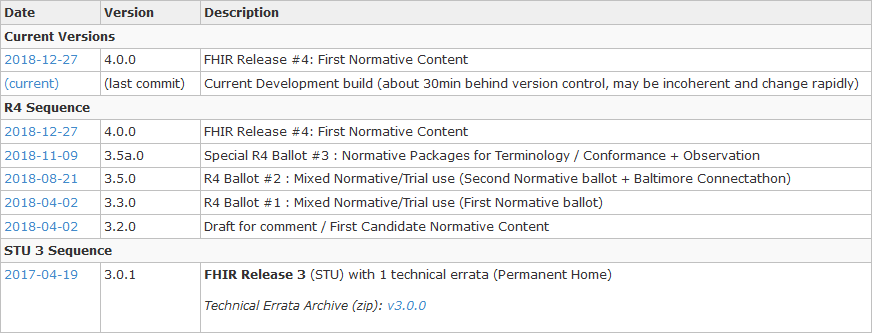 Date Version Description
Current Versions
2018-12-27 4.0.0 FHIR Release #4: First Normative Content
(current) (last commit) Current Development build (about 30min behind version control, may be incoherent and change rapidly)
R4 Sequence
2018-12-27 4.0.0 FHIR Release #4: First Normative Content
2018-11-09 3.5a.0 Special R4 Ballot #3 : Normative Packages for Terminology / Conformance + Observation
2018-08-21 3.5.0 R4 Ballot #2 : Mixed Normative/Trial use (Second Normative ballot + Baltimore Connectathon)
2018-04-02 3.3.0 R4 Ballot #1 : Mixed Normative/Trial use (First Normative ballot)
2018-04-02 3.2.0 Draft for comment / First Candidate Normative Content
STU 3 Sequence
2017-04-19 3.0.1 FHIR Release 3 (STU) with 1 technical errata (Permanent Home)
Technical Errata Archive (zip): v3.0.0